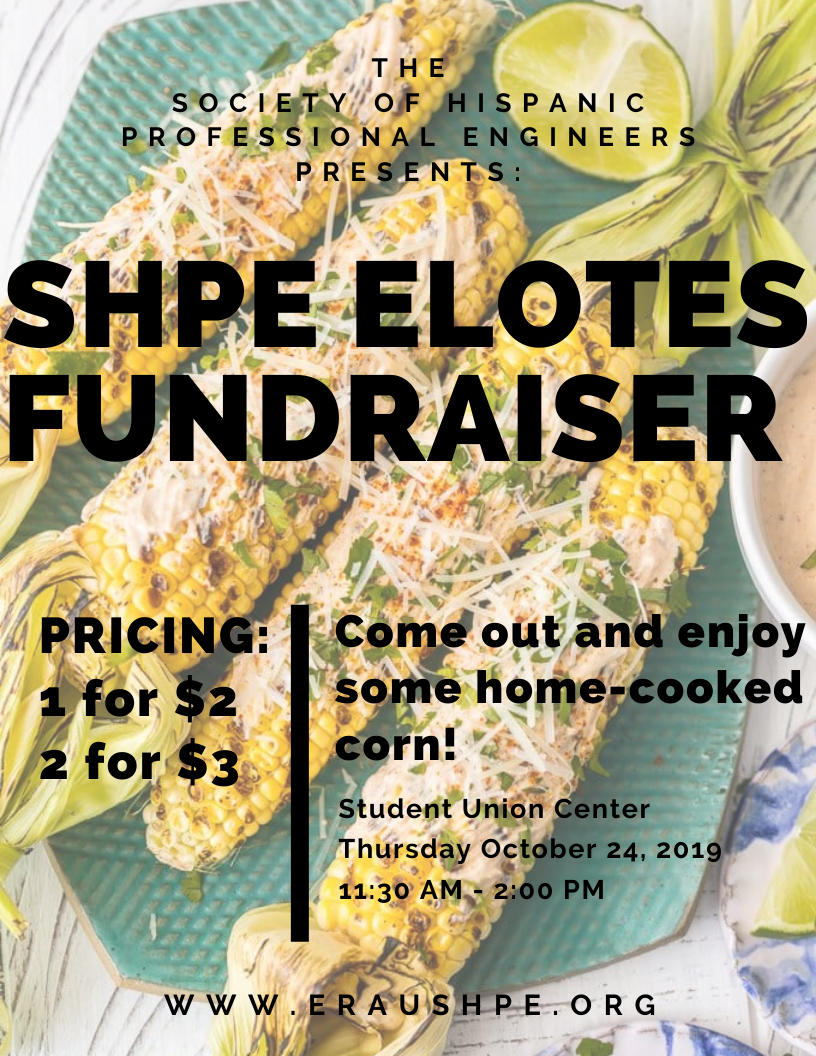 THE
SOCIETY OF HISPANIC
PROFESSIONAL ENGINEERS
PRESENTS:
SHPE ELOTES
FUNDRAISER
PRICING:
1 for $2
2 for $3
Come out and enjoy
some home-cooked
corn!
Student Union Center
Thursday October 24, 2019
11:30 AM - 2:00 PM
WWW.ERAUSHPE.ORG